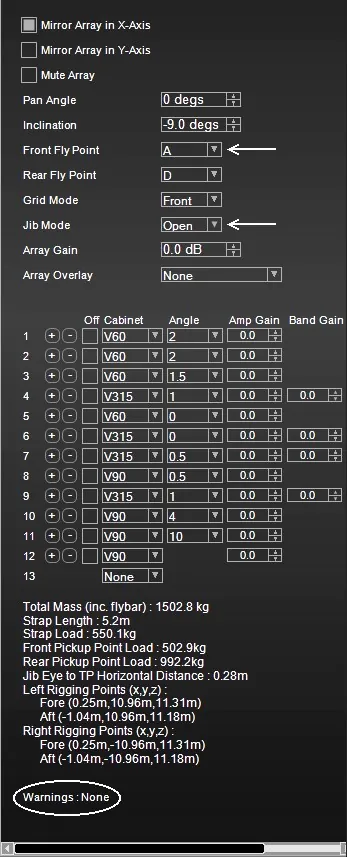 Mirror Array in X-Axis
Mirror Array in Y-Axis
Mute Array
Pan Angle 0 degs
Inclination -9.0 degs
Front Fly Point A
Rear Fly Point D
Grid Mode Front
Jib Mode Open
Array Gain 0.0 dB
Array Overlay None
Off Cabinet Angle Amp Gain Band Gain
1 + - V60 2 0.0
2 + - V60 2 0.0
3 + - V60 1.5 0.0
4 + - V315 1 0.0 0.0
5 + - V60 0 0.0
6 + - V315 0 0.0 0.0
7 + - V315 0.5 0.0 0.0
8 + - V90 0.5 0.0
9 + - V315 1 0.0 0.0
10 + - V90 4 0.0
11 + - V90 10 0.0
12 + - V90 0.0
13 None
Total Mass (inc. flybar) : 1502.8 kg
Strap Length : 5.2m
Strap Load : 550.1kg
Front Pickup Point Load : 502.9kg
Rear Pickup Point Load : 992.2kg
Jib Eye to TP Horizontal Distance : 0.28m
Left Rigging Points (x,y,z) :
Fore (0.25m,10.96m,11.31m)
Aft (-1.04m,10.96m,11.18m)
Right Rigging Points (x,y,z) :
Fore (0.25m,-10.96m,11.31m)
Aft (-1.04m,-10.96m,11.18m)
Warnings : None